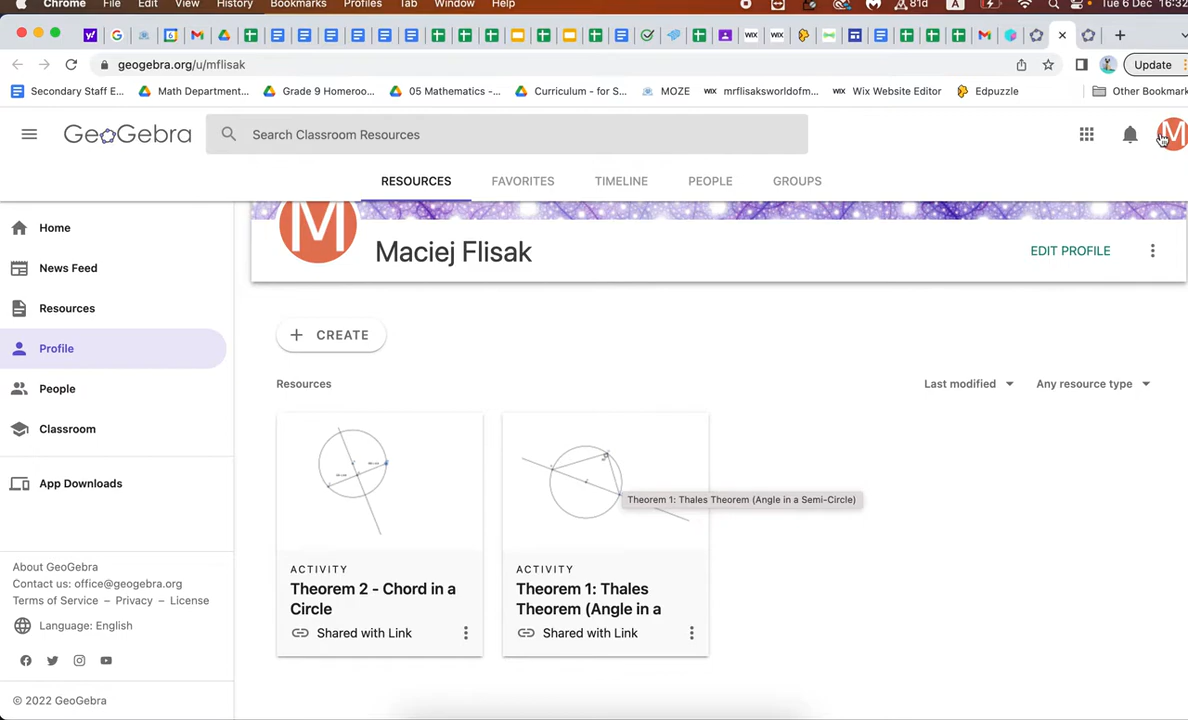 Chrome File Edit View History Bookmarks Profiles Tab Window Help 81d A Tue 6 Dec 16:32
geogebra.org/u/mflisak Update
Secondary Staff E... Math Department... Grade 9 Homeroo... 05 Mathematics -... Curriculum - for S... MOZE mrflisaksworldofm... Wix Website Editor Edpuzzle Other Bookmark
GeoGebra Search Classroom Resources M
RESOURCES FAVORITES TIMELINE PEOPLE GROUPS
Home
News Feed
Resources
Profile
People
Classroom
App Downloads
About GeoGebra
Contact us: office@geogebra.org
Terms of Service – Privacy – License
Language: English
© 2022 GeoGebra
M
Maciej Flisak
EDIT PROFILE
+ CREATE
Resources
Last modified
Any resource type
ACTIVITY
Theorem 2 - Chord in a
Circle
Shared with Link
Theorem 1: Thales Theorem (Angle in a Semi-Circle)
ACTIVITY
Theorem 1: Thales
Theorem (Angle in a
Shared with Link